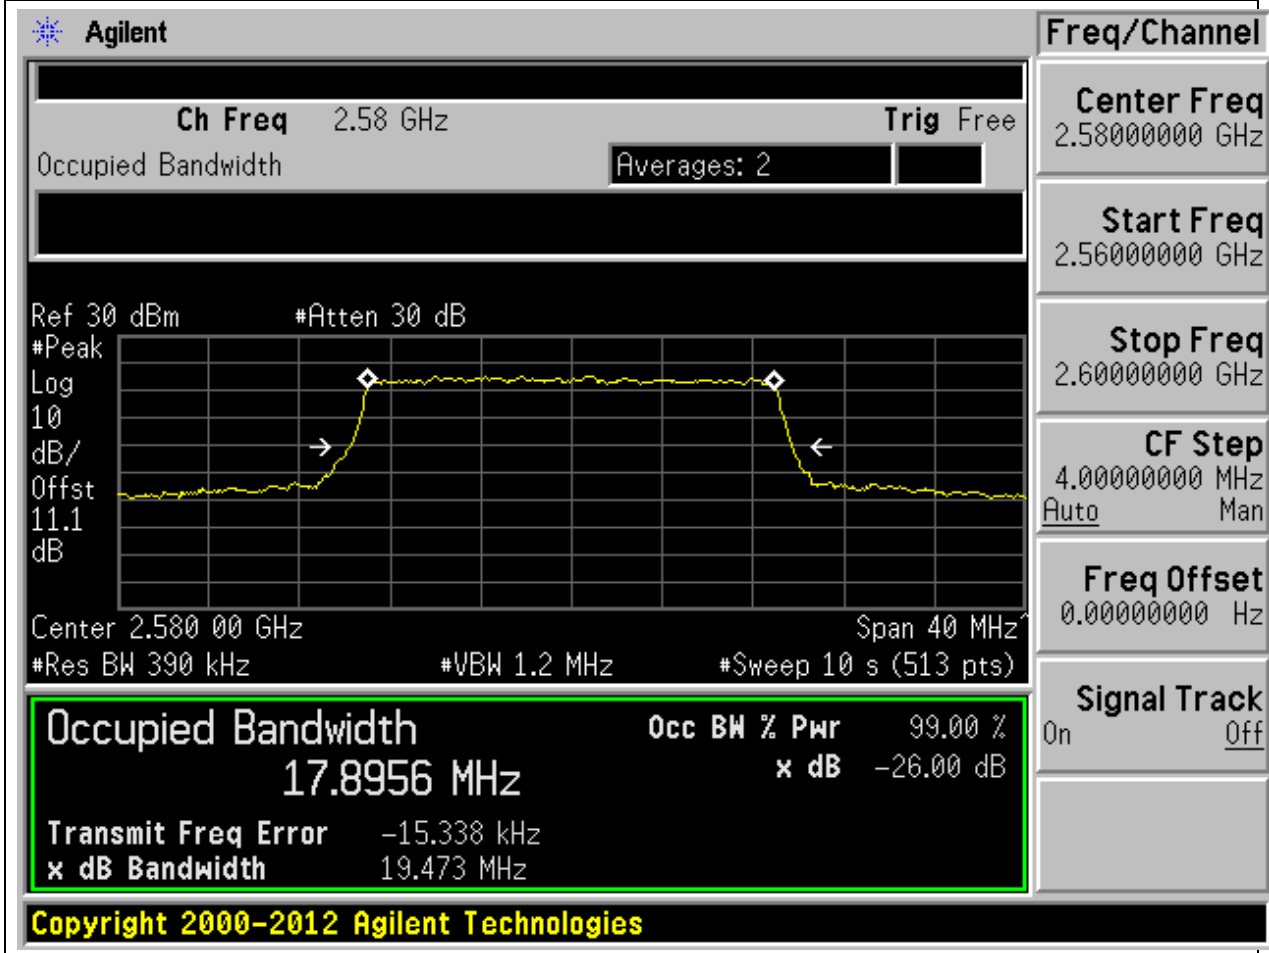 Agilent
Freq/Channel
Ch Freq 2.58 GHz Trig Free
Occupied Bandwidth Averages: 2
Center Freq
2.58000000 GHz
Start Freq
2.56000000 GHz
Stop Freq
2.60000000 GHz
CF Step
4.00000000 MHz
Auto Man
Freq Offset
0.00000000 Hz
Signal Track
On Off
Ref 30 dBm #Atten 30 dB
#Peak
Log
10
dB/
Offst
11.1
dB
Center 2.580 00 GHz Span 40 MHz^
#Res BW 390 kHz #VBW 1.2 MHz #Sweep 10 s (513 pts)
Occupied Bandwidth Occ BW % Pwr 99.00 %
17.8956 MHz x dB -26.00 dB
Transmit Freq Error -15.338 kHz
x dB Bandwidth 19.473 MHz
Copyright 2000-2012 Agilent Technologies